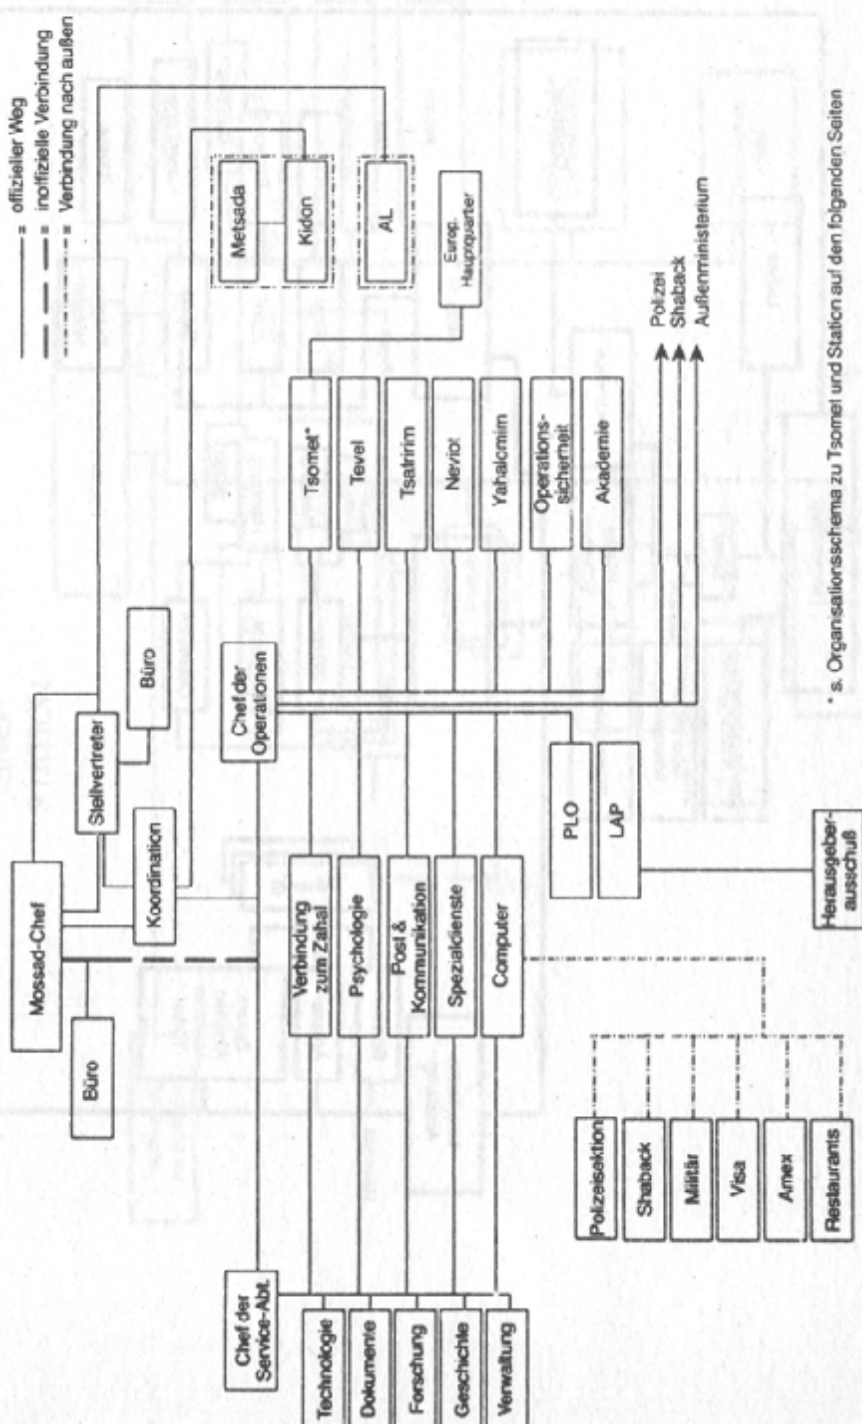 ——— = offizieller Weg
— — — = inoffizielle Verbindung
–·–·– = Verbindung nach außen
Mossad-Chef
Büro
Stellvertreter
Büro
Koordination
Metsada
Kidon
AL
Chef der
Service-Abt.
Chef der
Operationen
Technologie
Dokumente
Forschung
Geschichte
Verwaltung
Verbindung
zum Zahal
Psychologie
Post &
Kommunikation
Spezialdienste
Computer
Tsomet*
Tevel
Tsafririm
Neviot
Yahalomim
Operations-
sicherheit
Akademie
Europ.
Hauptquartier
PLO
LAP
Polizei
Shaback
Außenministerium
Polizeisektion
Shaback
Militär
Visa
Amex
Restaurants
Herausgeber-
ausschuß
* s. Organisationsschema zu Tsomet und Station auf den folgenden Seiten